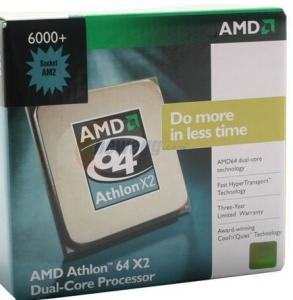 6000+
AMD
Socket
AM2
Do more
in less time
AMD
64
Athlon X2
AMD64 dual-core
technology
Fast HyperTransport™
Technology
Three-Year
Limited Warranty
Award-winning
Cool'n'Quiet™ Technology
AMD Athlon™ 64 X2
Dual-Core Processor